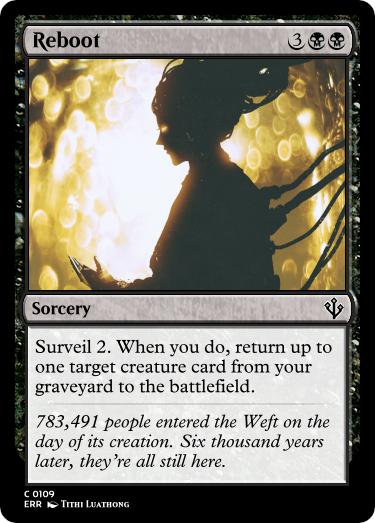 Reboot 3
Sorcery
Surveil 2. When you do, return up to
one target creature card from your
graveyard to the battlefield.
783,491 people entered the Weft on the
day of its creation. Six thousand years
later, they're all still here.
C 0109
ERR Tithi Luathong